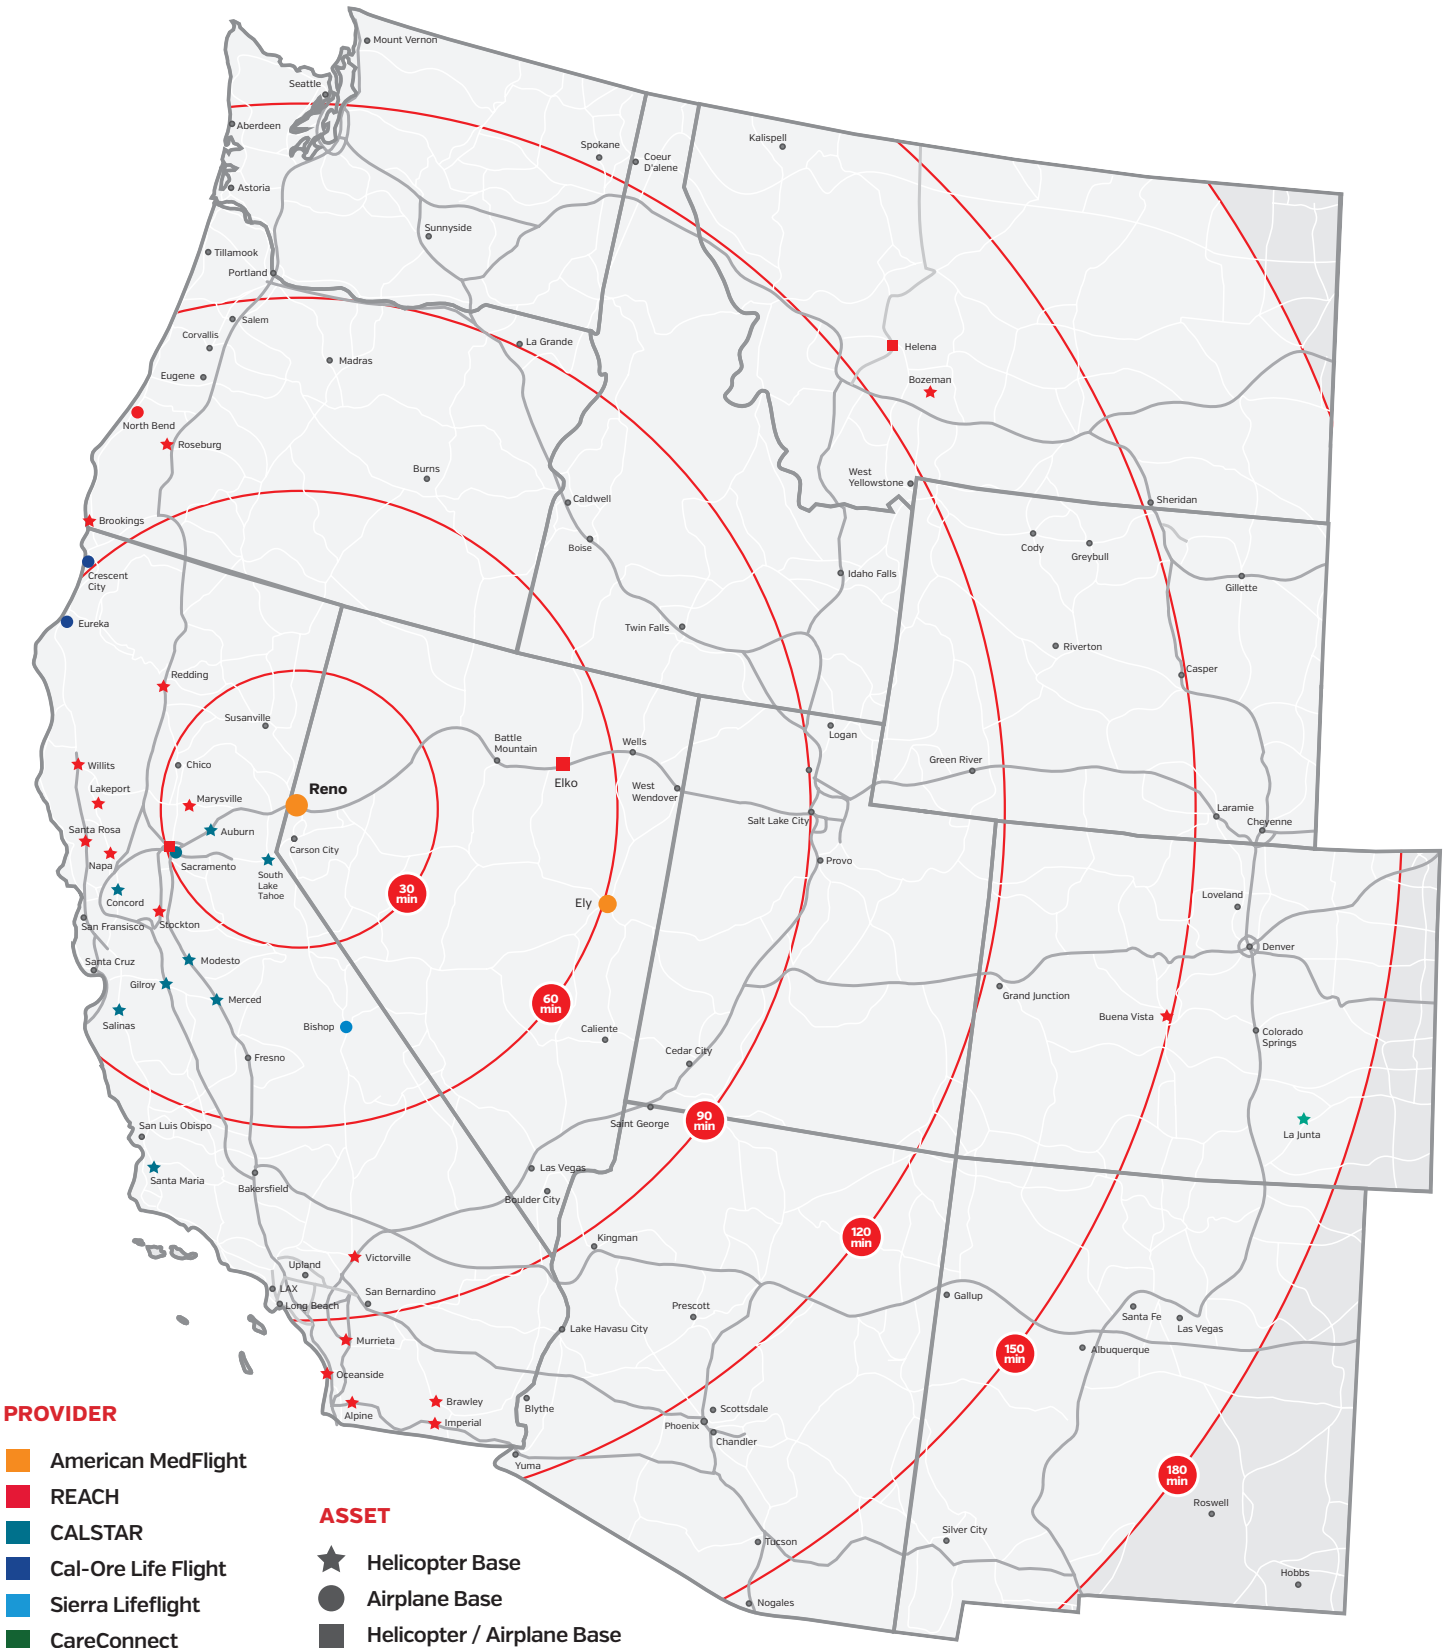 Mount Vernon
Seattle
Aberdeen
Spokane
Coeur
D'alene
Kalispell
Astoria
Sunnyside
Tillamook
Portland
Salem
Corvallis
Madras
La Grande
Eugene
Helena
Bozeman
North Bend
Roseburg
Burns
West
Yellowstone
Caldwell
Sheridan
Brookings
Boise
Cody
Greybull
Crescent
City
Idaho Falls
Gillette
Eureka
Twin Falls
Riverton
Redding
Casper
Susanville
Battle
Mountain
Wells
Logan
Willits
Chico
Elko
West
Wendover
Green River
Lakeport
Marysville
Reno
Laramie
Santa Rosa
Auburn
Salt Lake City
Cheyenne
Napa
Sacramento
Carson City
Provo
South
Lake
Tahoe
30
min
Concord
Ely
Loveland
San Fransisco
Stockton
Denver
Santa Cruz
Modesto
Gilroy
Merced
60
min
Grand Junction
Salinas
Bishop
Caliente
Buena Vista
Colorado
Springs
Fresno
Cedar City
San Luis Obispo
Saint George
90
min
La Junta
Santa Maria
Bakersfield
Las Vegas
Boulder City
Kingman
120
min
Victorville
Upland
LAX
San Bernardino
Long Beach
Prescott
Gallup
Santa Fe
Las Vegas
Murrieta
Lake Havasu City
150
min
Albuquerque
Oceanside
Alpine
Brawley
Imperial
Blythe
Scottsdale
Phoenix
Chandler
Yuma
180
min
Roswell
Tucson
Silver City
Hobbs
Nogales
PROVIDER
American MedFlight
REACH
CALSTAR
Cal-Ore Life Flight
Sierra Lifeflight
CareConnect
ASSET
Helicopter Base
Airplane Base
Helicopter / Airplane Base